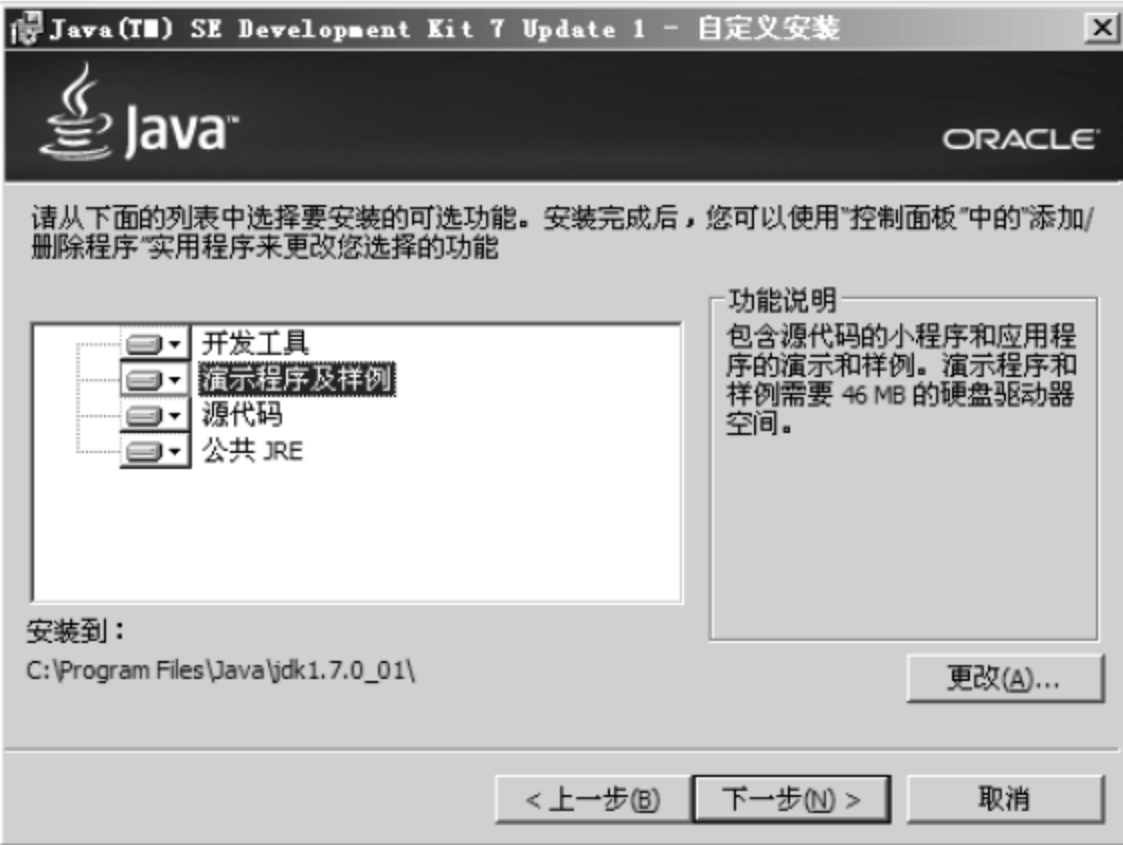 Java(TM) SE Development Kit 7 Update 1 - 自定义安装
Java™
ORACLE
请从下面的列表中选择要安装的可选功能。安装完成后，您可以使用"控制面板"中的"添加/
删除程序"实用程序来更改您选择的功能
开发工具
演示程序及样例
源代码
公共 JRE
功能说明
包含源代码的小程序和应用程
序的演示和样例。演示程序和
样例需要 46 MB 的硬盘驱动器
空间。
安装到：
C:\Program Files\Java\jdk1.7.0_01\
更改(A)...
< 上一步(B)
下一步(N) >
取消